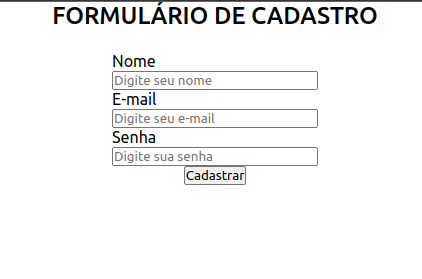 FORMULÁRIO DE CADASTRO
Nome
Digite seu nome
E-mail
Digite seu e-mail
Senha
Digite sua senha
Cadastrar